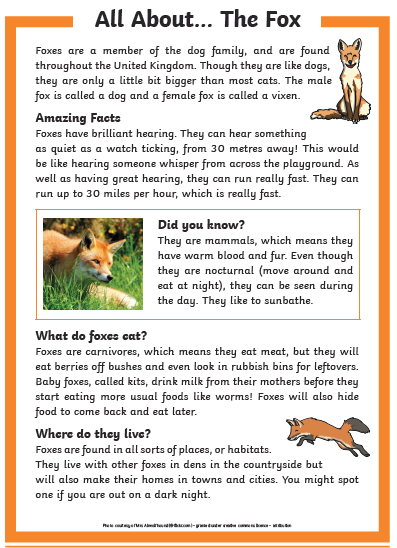 All About... The Fox
Foxes are a member of the dog family, and are found
throughout the United Kingdom. Though they are like dogs,
they are only a little bit bigger than most cats. The male
fox is called a dog and a female fox is called a vixen.
Amazing Facts
Foxes have brilliant hearing. They can hear something
as quiet as a watch ticking, from 30 metres away! This would
be like hearing someone whisper from across the playground. As
well as having great hearing, they can run really fast. They can
run up to 30 miles per hour, which is really fast.
Did you know?
They are mammals, which means they
have warm blood and fur. Even though
they are nocturnal (move around and
eat at night), they can be seen during
the day. They like to sunbathe.
What do foxes eat?
Foxes are carnivores, which means they eat meat, but they will
eat berries off bushes and even look in rubbish bins for leftovers.
Baby foxes, called kits, drink milk from their mothers before they
start eating more usual foods like worms! Foxes will also hide
food to come back and eat later.
Where do they live?
Foxes are found in all sorts of places, or habitats.
They live with other foxes in dens in the countryside but
will also make their homes in towns and cities. You might spot
one if you are out on a dark night.
Photo courtesy of - granted under creative commons licence - attribution